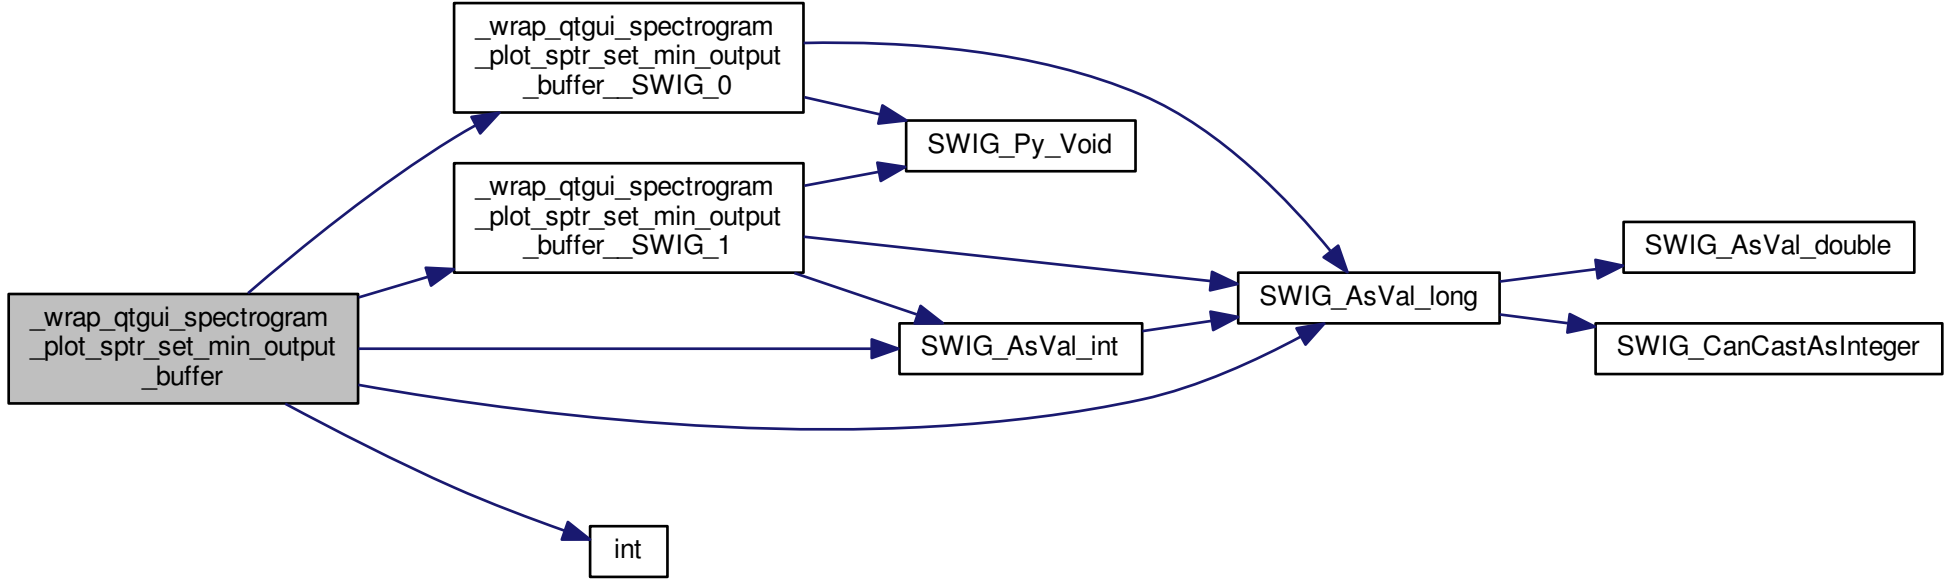 _wrap_qtgui_spectrogram
_plot_sptr_set_min_output
_buffer
_wrap_qtgui_spectrogram
_plot_sptr_set_min_output
_buffer__SWIG_0
_wrap_qtgui_spectrogram
_plot_sptr_set_min_output
_buffer__SWIG_1
SWIG_Py_Void
SWIG_AsVal_int
int
SWIG_AsVal_long
SWIG_AsVal_double
SWIG_CanCastAsInteger